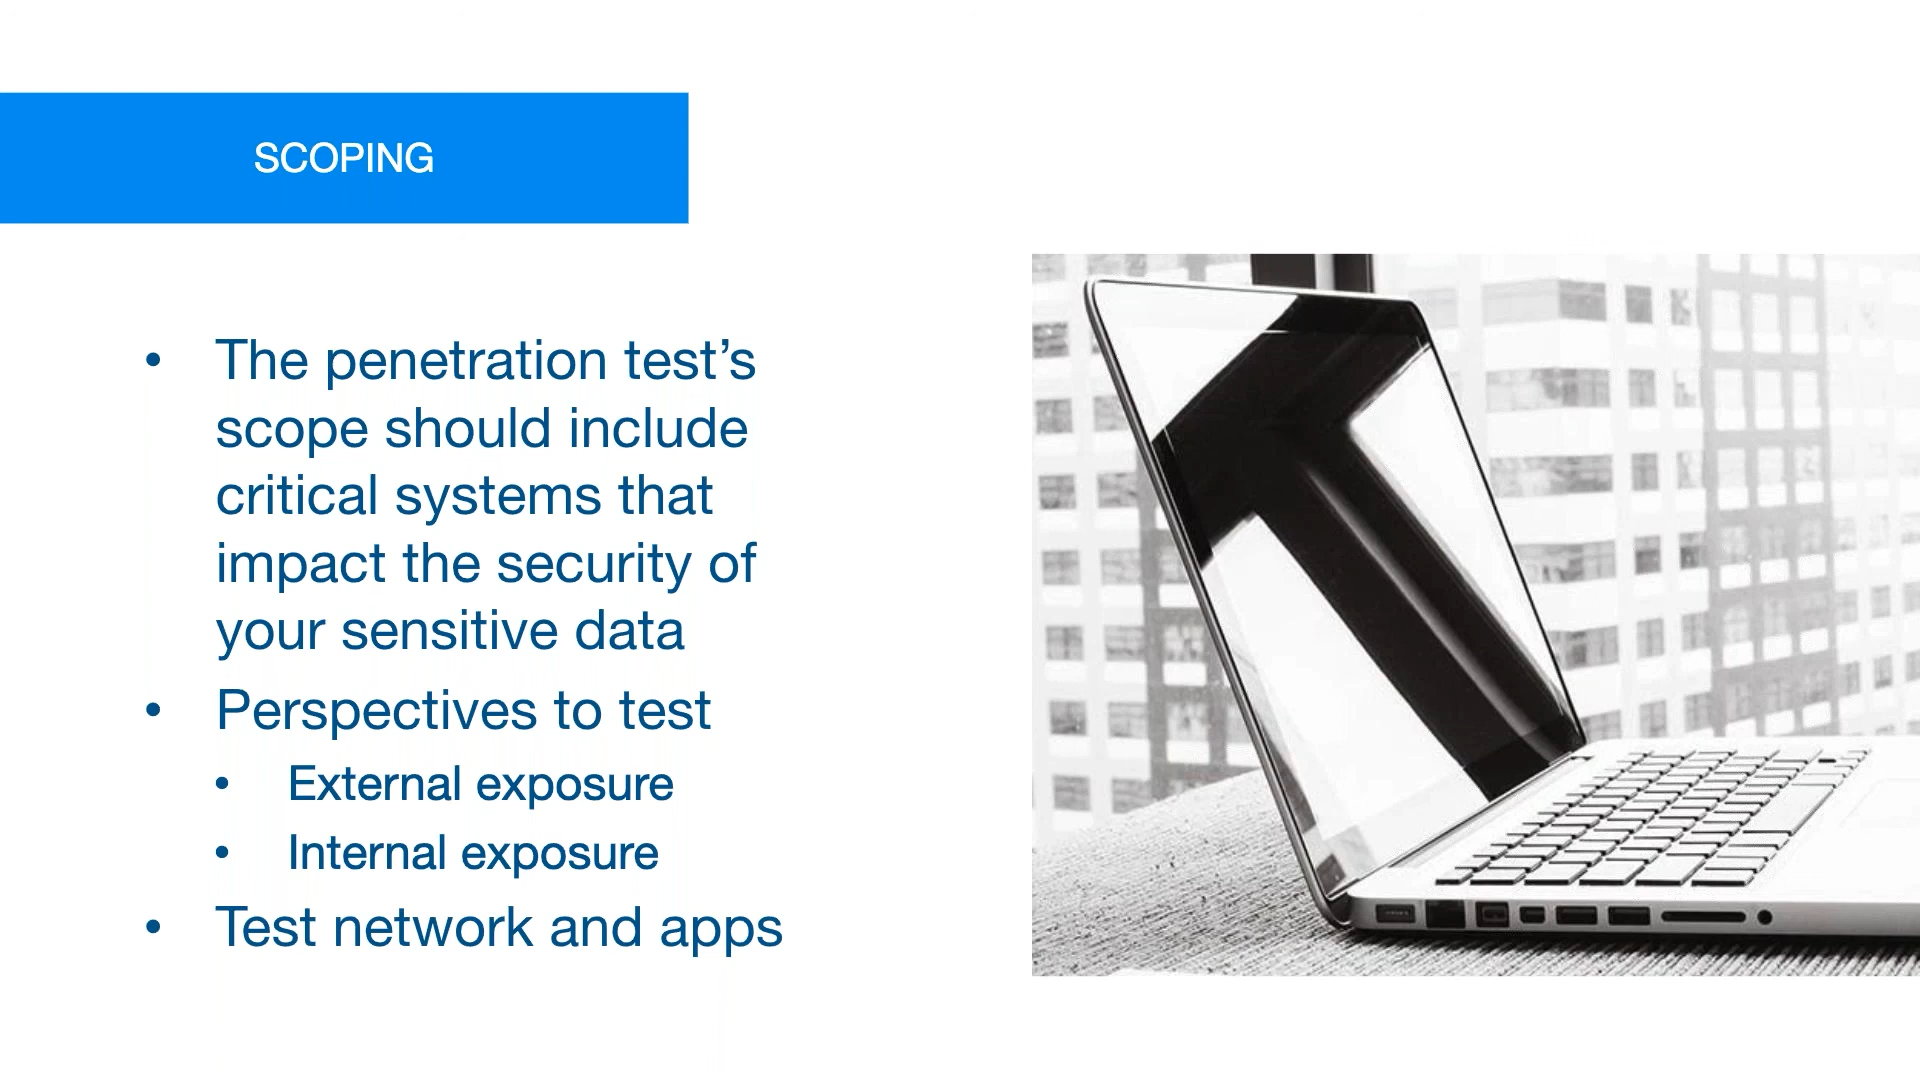 SCOPING
• The penetration test’s
scope should include
critical systems that
impact the security of
your sensitive data
• Perspectives to test
• External exposure
• Internal exposure
• Test network and apps